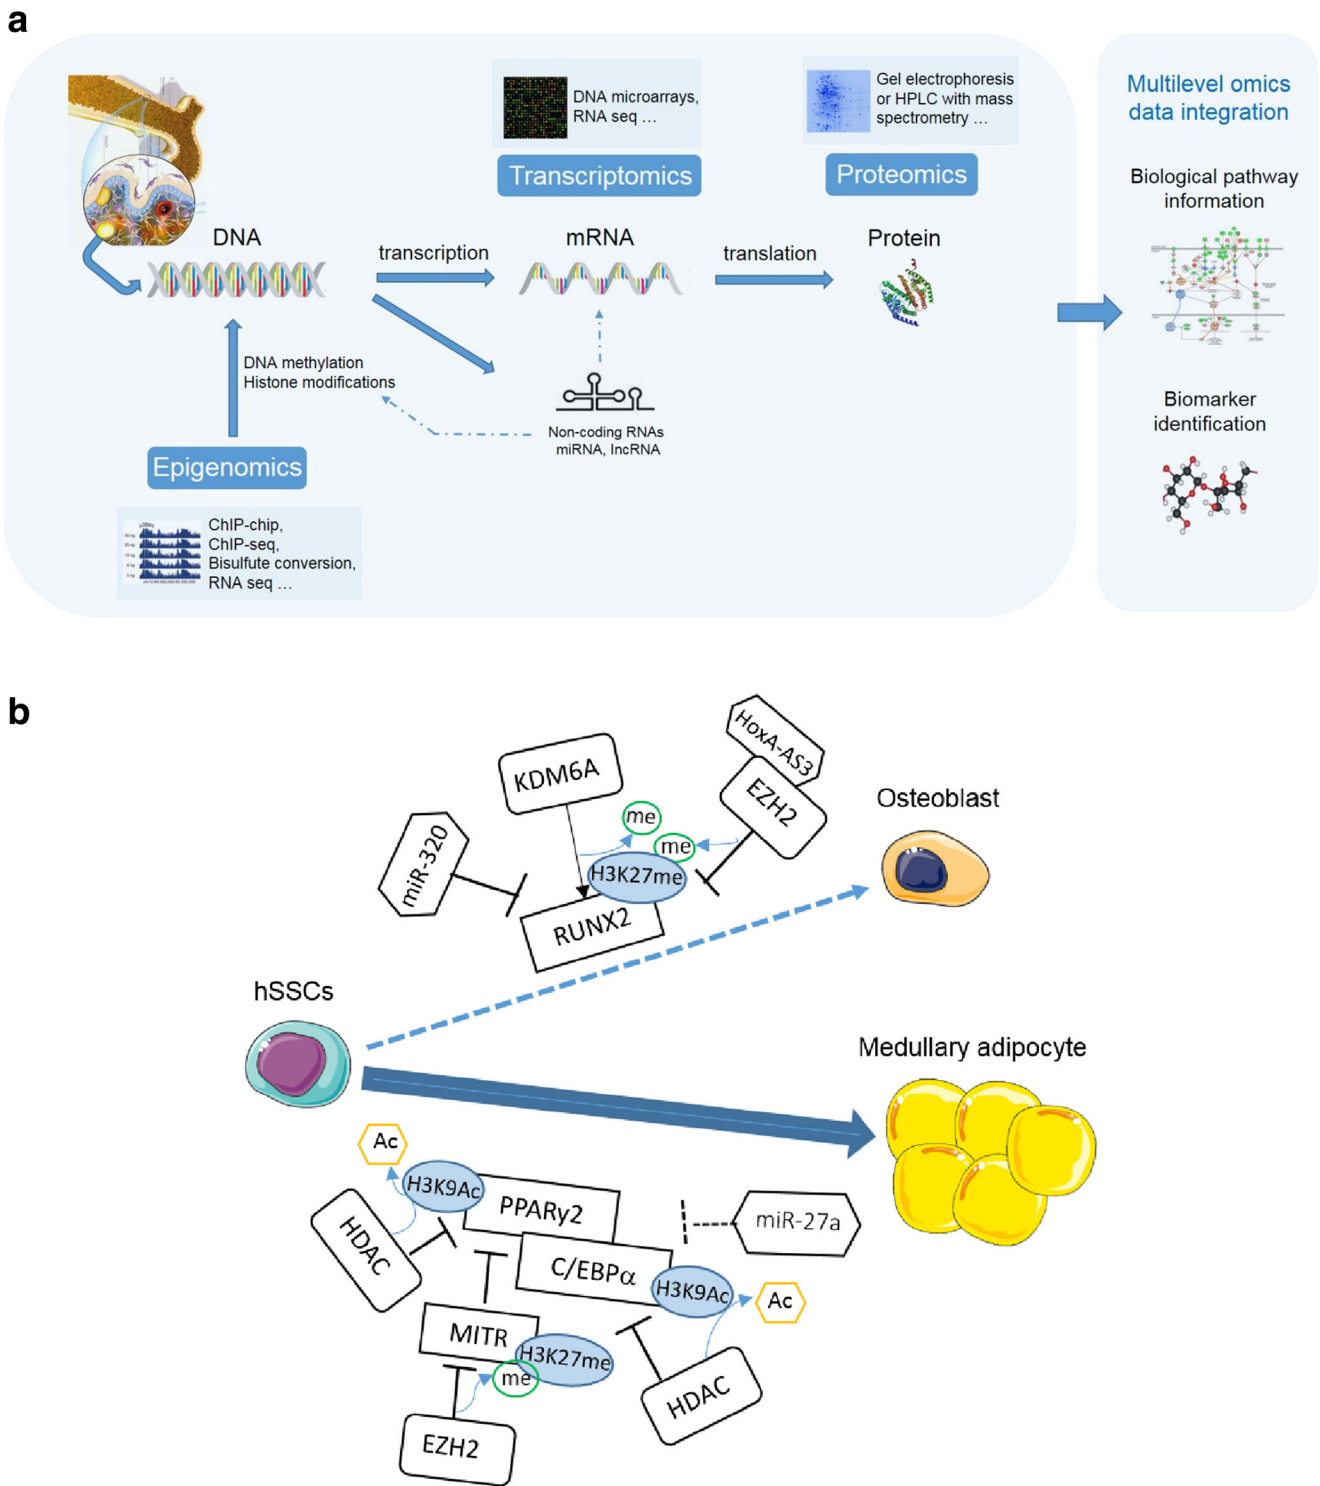 a
DNA microarrays,
RNA seq ...
Transcriptomics
Gel electrophoresis
or HPLC with mass
spectrometry ...
Proteomics
Multilevel omics
data integration
Biological pathway
information
DNA
transcription
mRNA
translation
Protein
DNA methylation
Histone modifications
Non-coding RNAs
miRNA, lncRNA
Biomarker
identification
Epigenomics
ChIP-chip,
ChIP-seq,
Bisulfute conversion,
RNA seq ...
b
HoxA-AS3
KDM6A
EZH2
me
me
miR-320
H3K27me
RUNX2
Osteoblast
hSSCs
Medullary adipocyte
Ac
H3K9Ac
PPARγ2
miR-27a
HDAC
C/EBPα
H3K9Ac
Ac
MITR
H3K27me
me
HDAC
EZH2